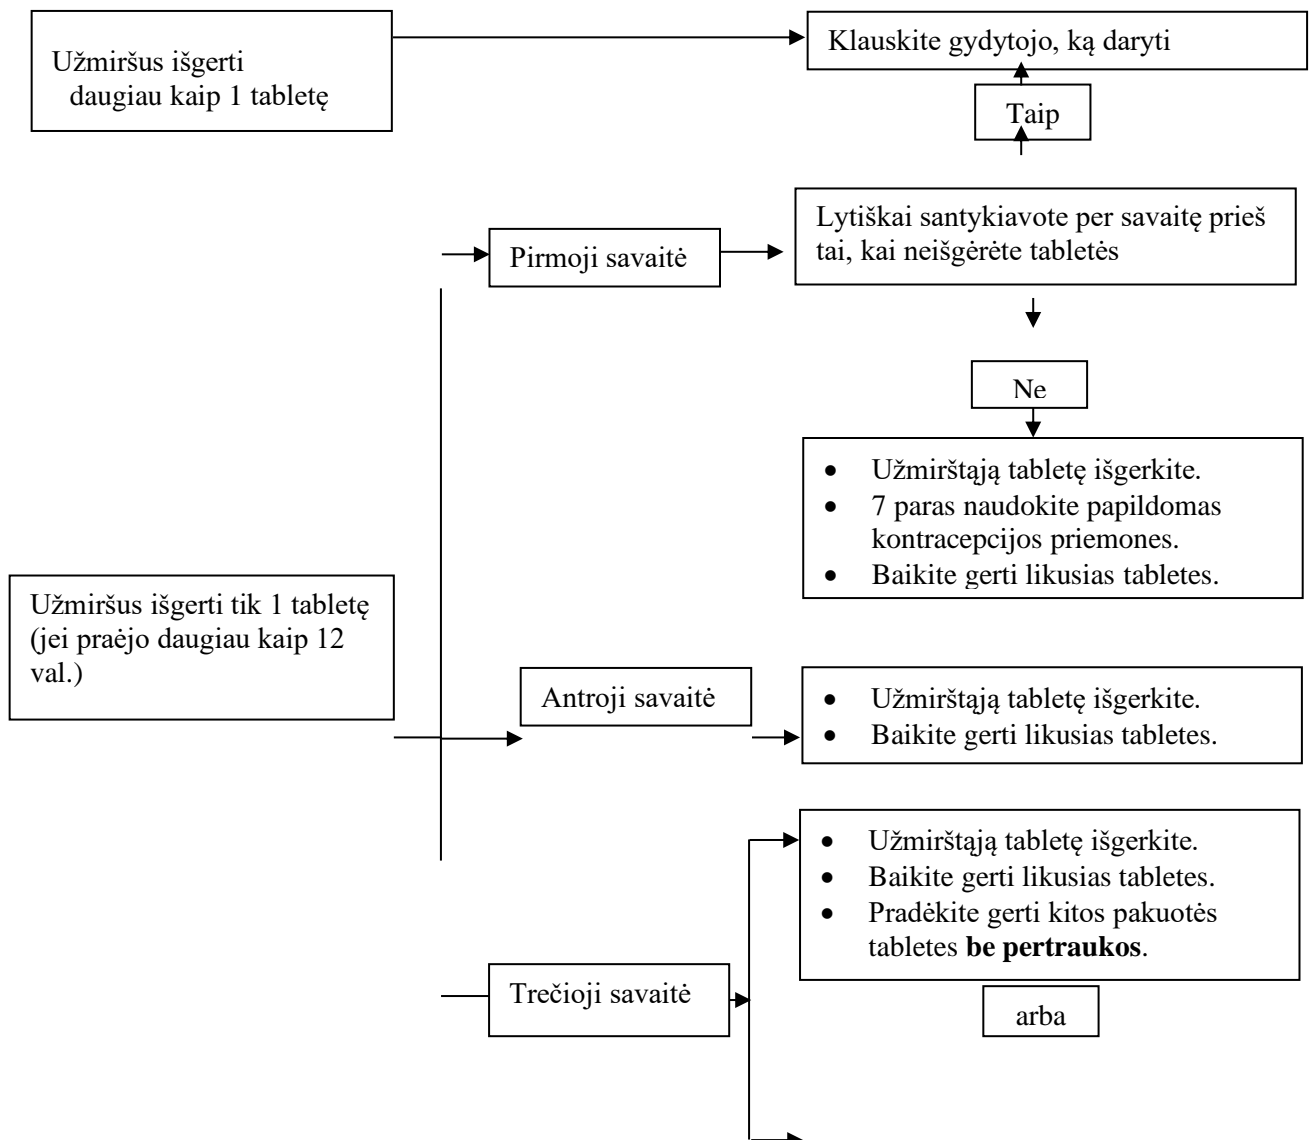 Užmiršus išgerti
daugiau kaip 1 tabletę
Klauskite gydytojo, ką daryti
Taip
Lytiškai santykiavote per savaitę prieš
tai, kai neišgėrėte tabletės
Pirmoji savaitė
Ne
• Užmirštąją tabletę išgerkite.
• 7 paras naudokite papildomas
kontracepcijos priemones.
• Baikite gerti likusias tabletes.
Užmiršus išgerti tik 1 tabletę
(jei praėjo daugiau kaip 12
val.)
Antroji savaitė
• Užmirštąją tabletę išgerkite.
• Baikite gerti likusias tabletes.
• Užmirštąją tabletę išgerkite.
• Baikite gerti likusias tabletes.
• Pradėkite gerti kitos pakuotės
tabletes be pertraukos.
Trečioji savaitė
arba